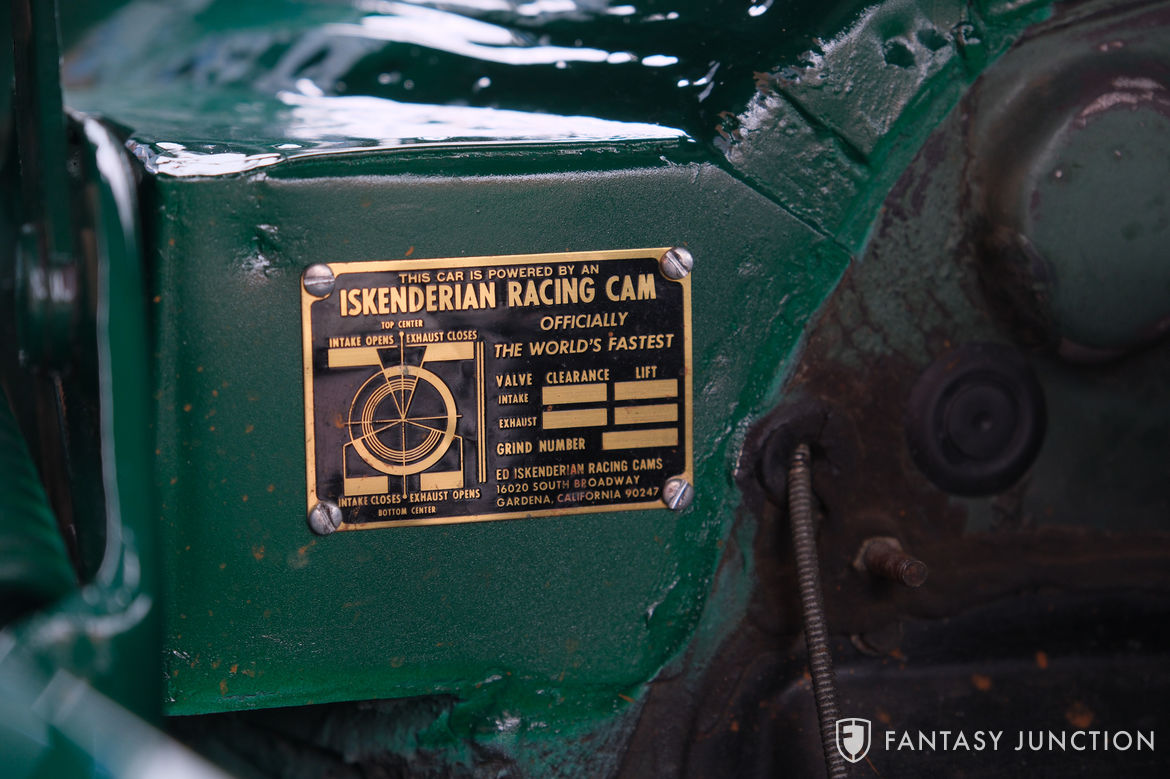 THIS CAR IS POWERED BY AN
ISKENDERIAN RACING CAM
OFFICIALLY
THE WORLD'S FASTEST
TOP CENTER
INTAKE OPENS EXHAUST CLOSES
VALVE CLEARANCE LIFT
INTAKE
EXHAUST
GRIND NUMBER
INTAKE CLOSES EXHAUST OPENS
BOTTOM CENTER
ED ISKENDERIAN RACING CAMS
16020 SOUTH BROADWAY
GARDENA, CALIFORNIA 90247
FANTASY JUNCTION